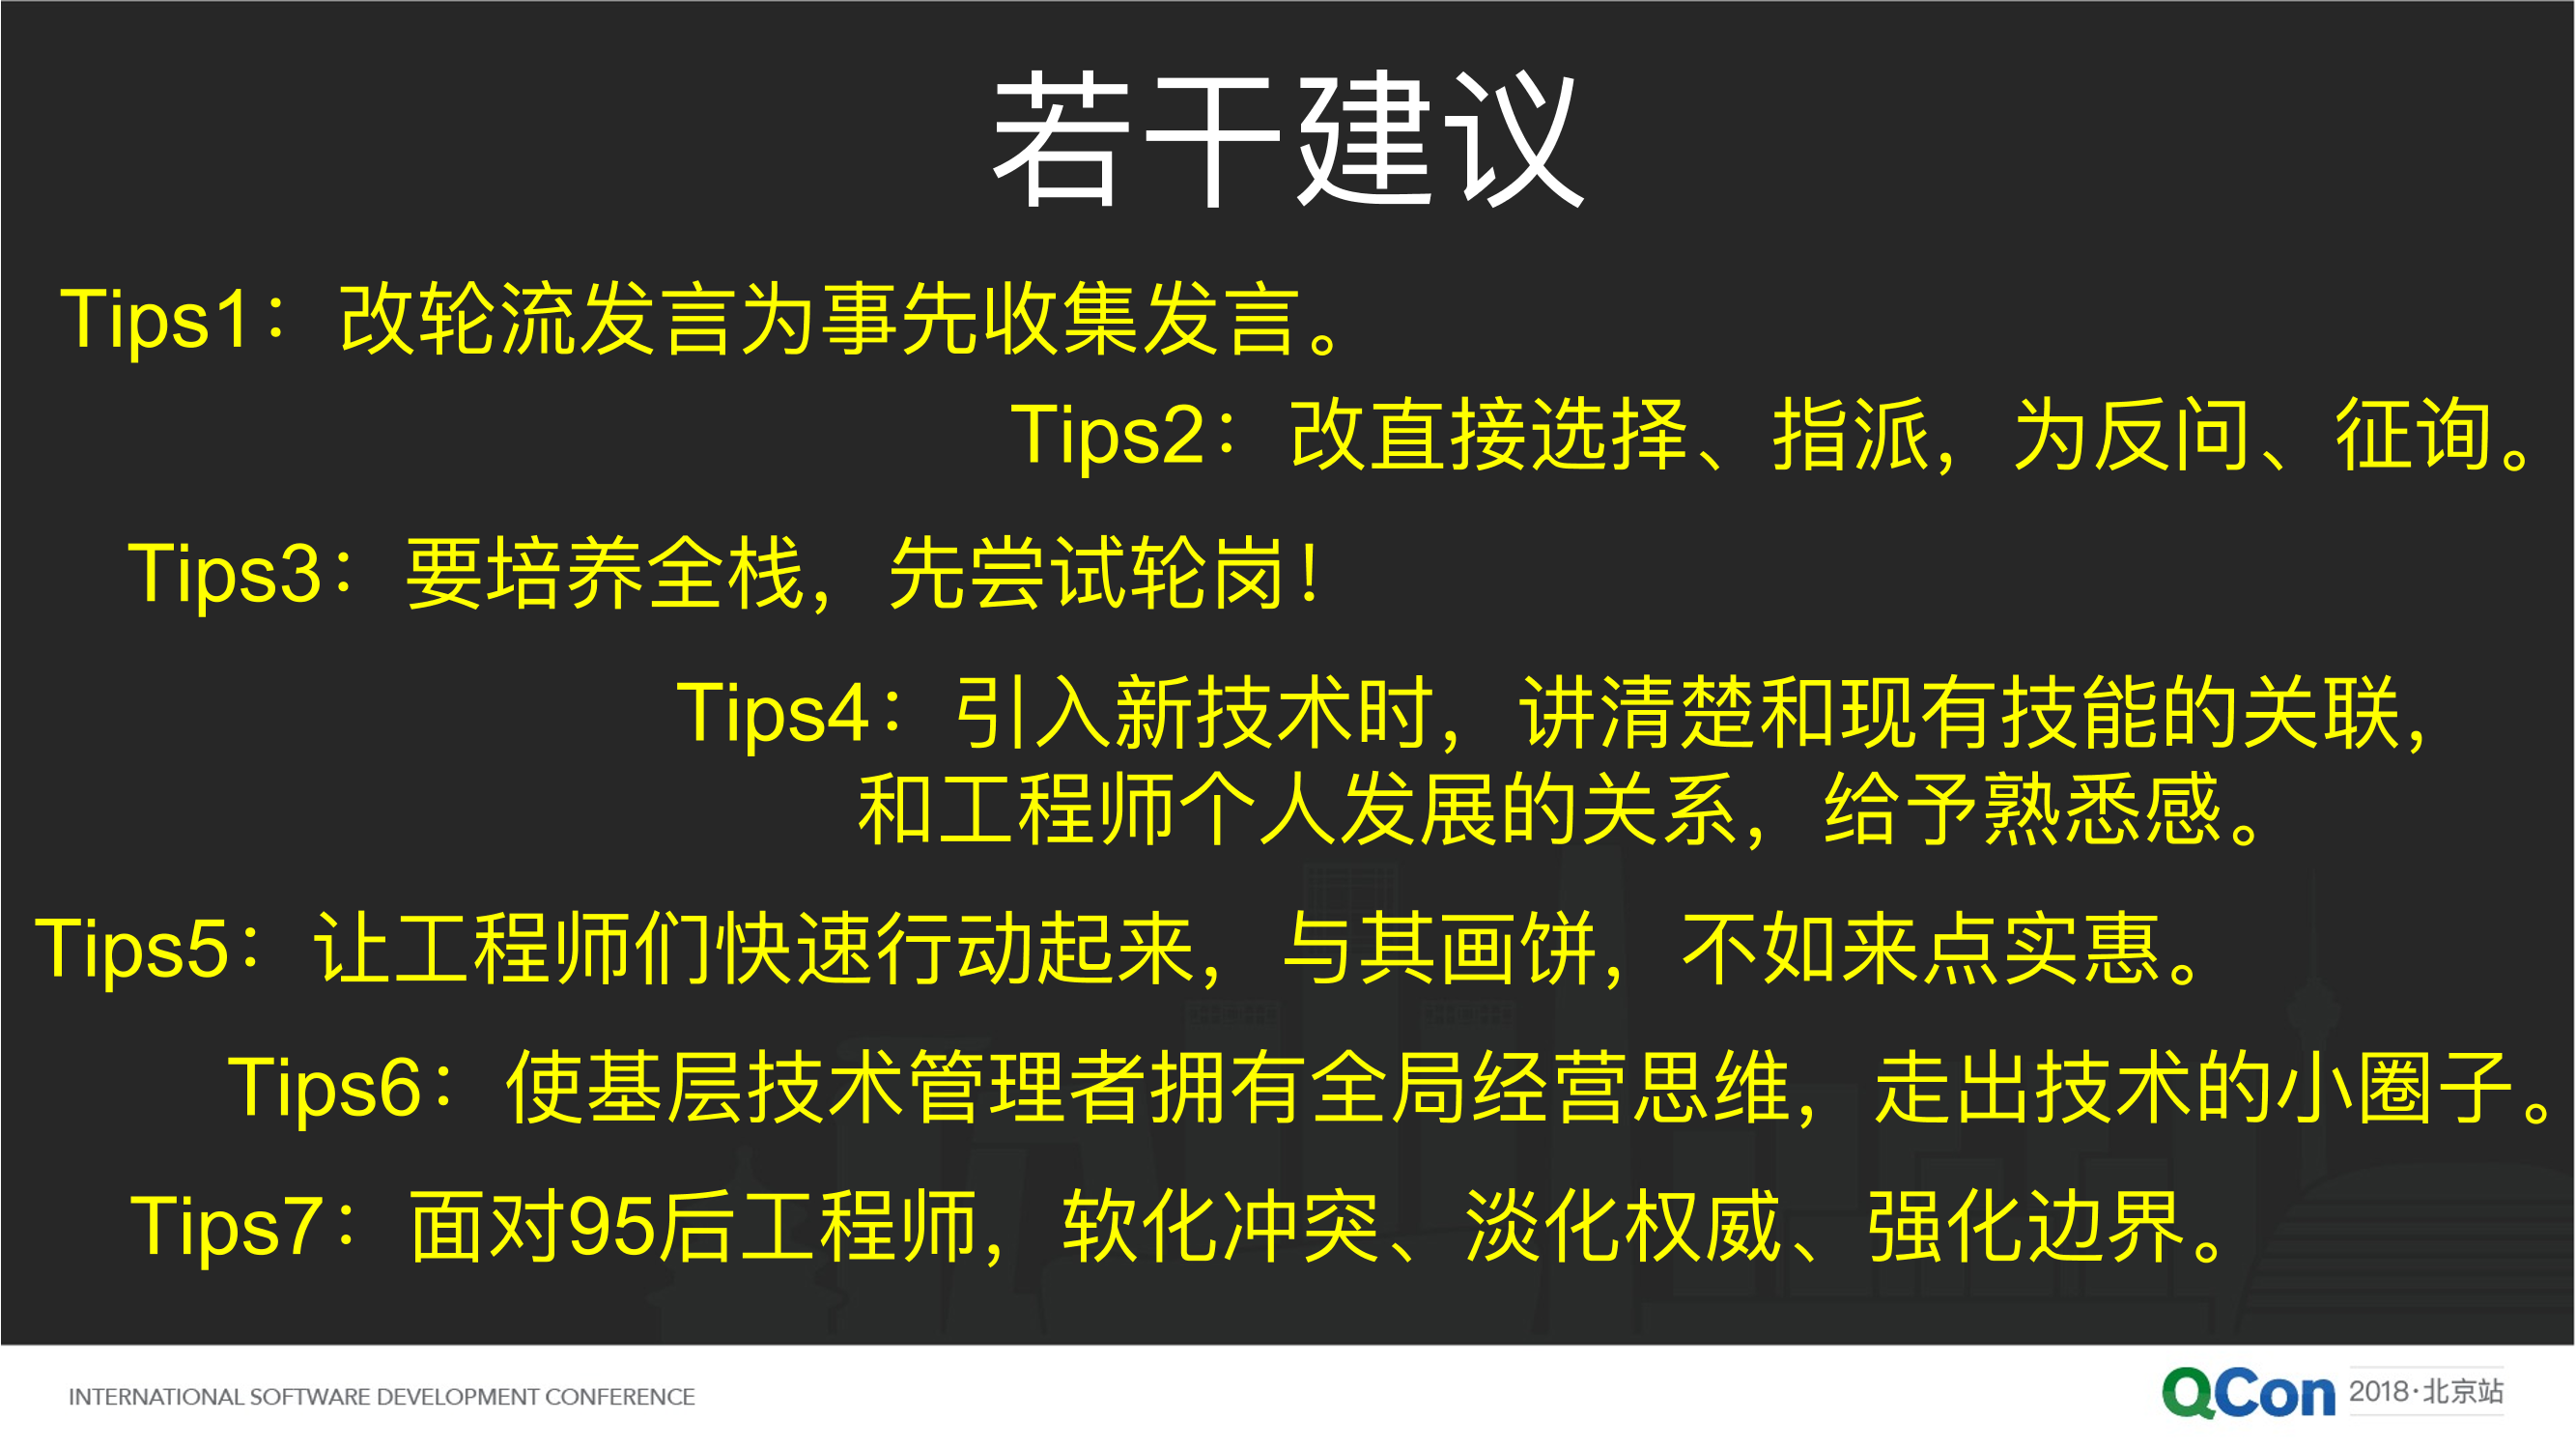 若干建议
Tips1：改轮流发言为事先收集发言。
Tips2：改直接选择、指派，为反问、征询。
Tips3：要培养全栈，先尝试轮岗！
Tips4：引入新技术时，讲清楚和现有技能的关联，
和工程师个人发展的关系，给予熟悉感。
Tips5：让工程师们快速行动起来，与其画饼，不如来点实惠。
Tips6：使基层技术管理者拥有全局经营思维，走出技术的小圈子。
Tips7：面对95后工程师，软化冲突、淡化权威、强化边界。
INTERNATIONAL SOFTWARE DEVELOPMENT CONFERENCE
QCon 2018·北京站